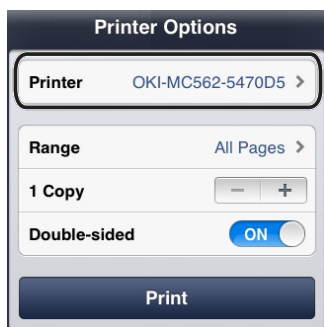 Printer Options
Printer OKI-MC562-5470D5 >
Range All Pages >
1 Copy − +
Double-sided ON
Print